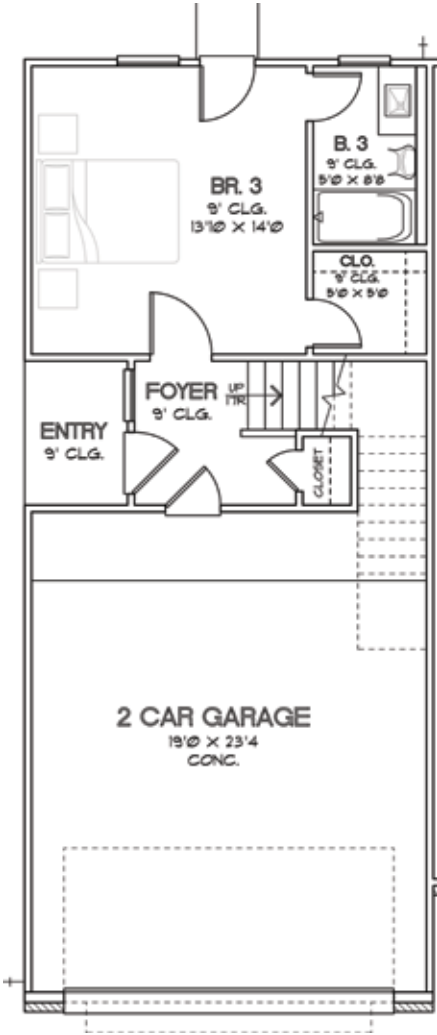 BR. 3
9' CLG.
13'10 X 14'0
B. 3
9' CLG.
5'0 X 8'8
CLO.
9' CLG.
5'0 X 5'0
FOYER
9' CLG.
UP
17R
ENTRY
9' CLG.
CLOSET
2 CAR GARAGE
19'0 X 23'4
CONC.